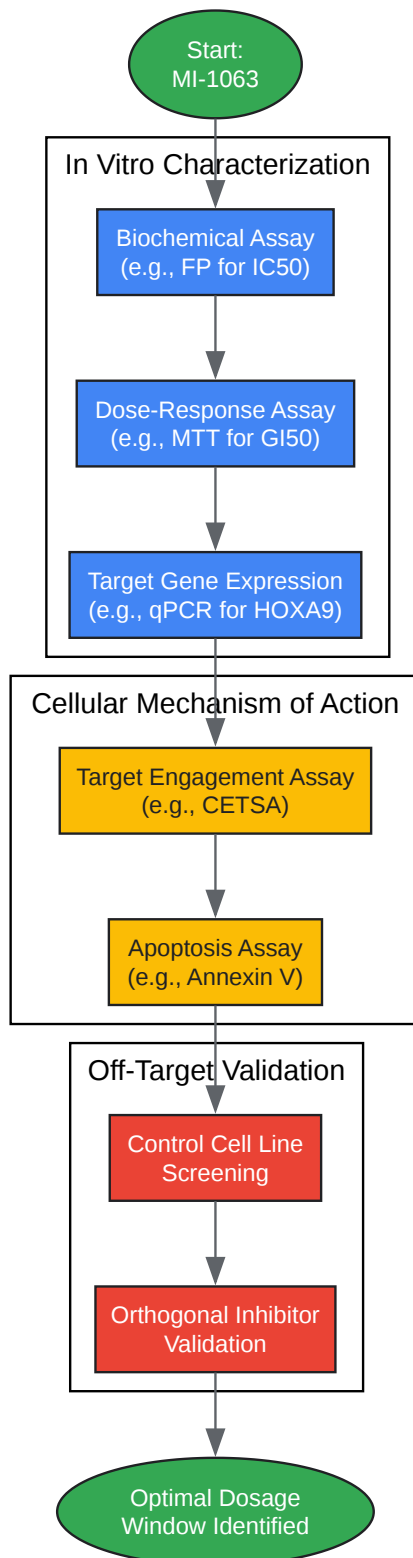 Start:
MI-1063
In Vitro Characterization
Biochemical Assay
(e.g., FP for IC50)
Dose-Response Assay
(e.g., MTT for GI50)
Target Gene Expression
(e.g., qPCR for HOXA9)
Cellular Mechanism of Action
Target Engagement Assay
(e.g., CETSA)
Apoptosis Assay
(e.g., Annexin V)
Off-Target Validation
Control Cell Line
Screening
Orthogonal Inhibitor
Validation
Optimal Dosage
Window Identified